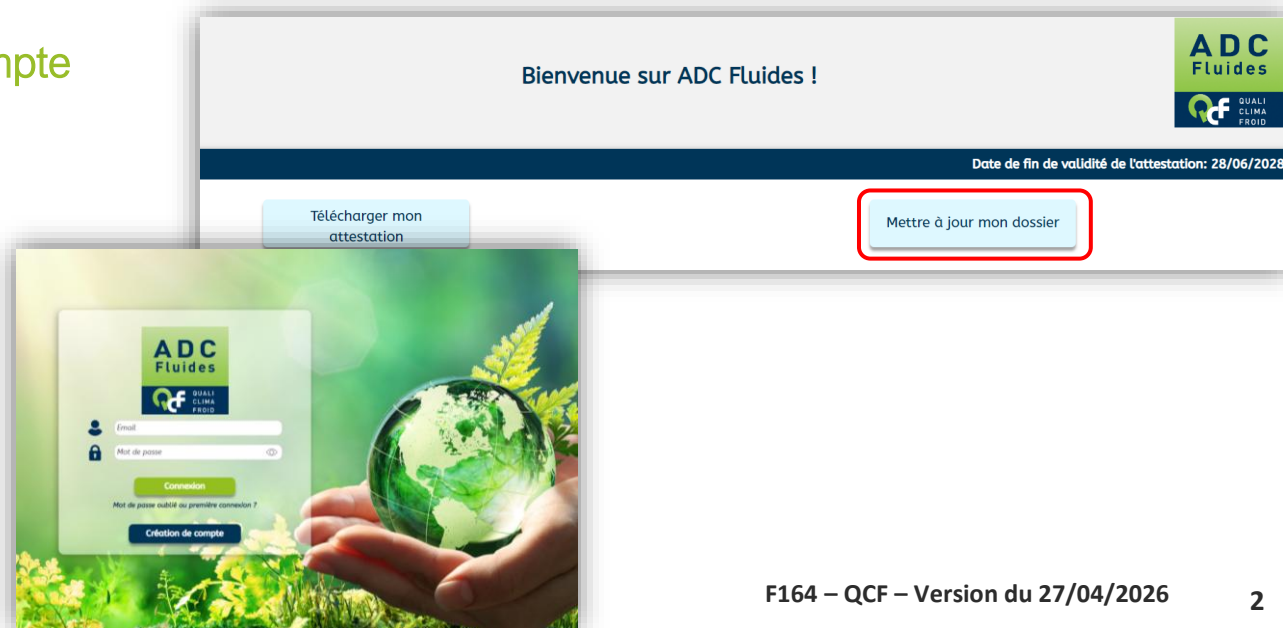 mpte
Bienvenue sur ADC Fluides !
ADC
Fluides
QUALI
CLIMA
FROID
Date de fin de validité de l'attestation: 28/06/2028
Télécharger mon
attestation
Mettre à jour mon dossier
ADC
Fluides
QUALI
CLIMA
FROID
Email
Mot de passe
Connexion
Mot de passe oublié ou première connexion ?
Création de compte
F164 – QCF – Version du 27/04/2026
2